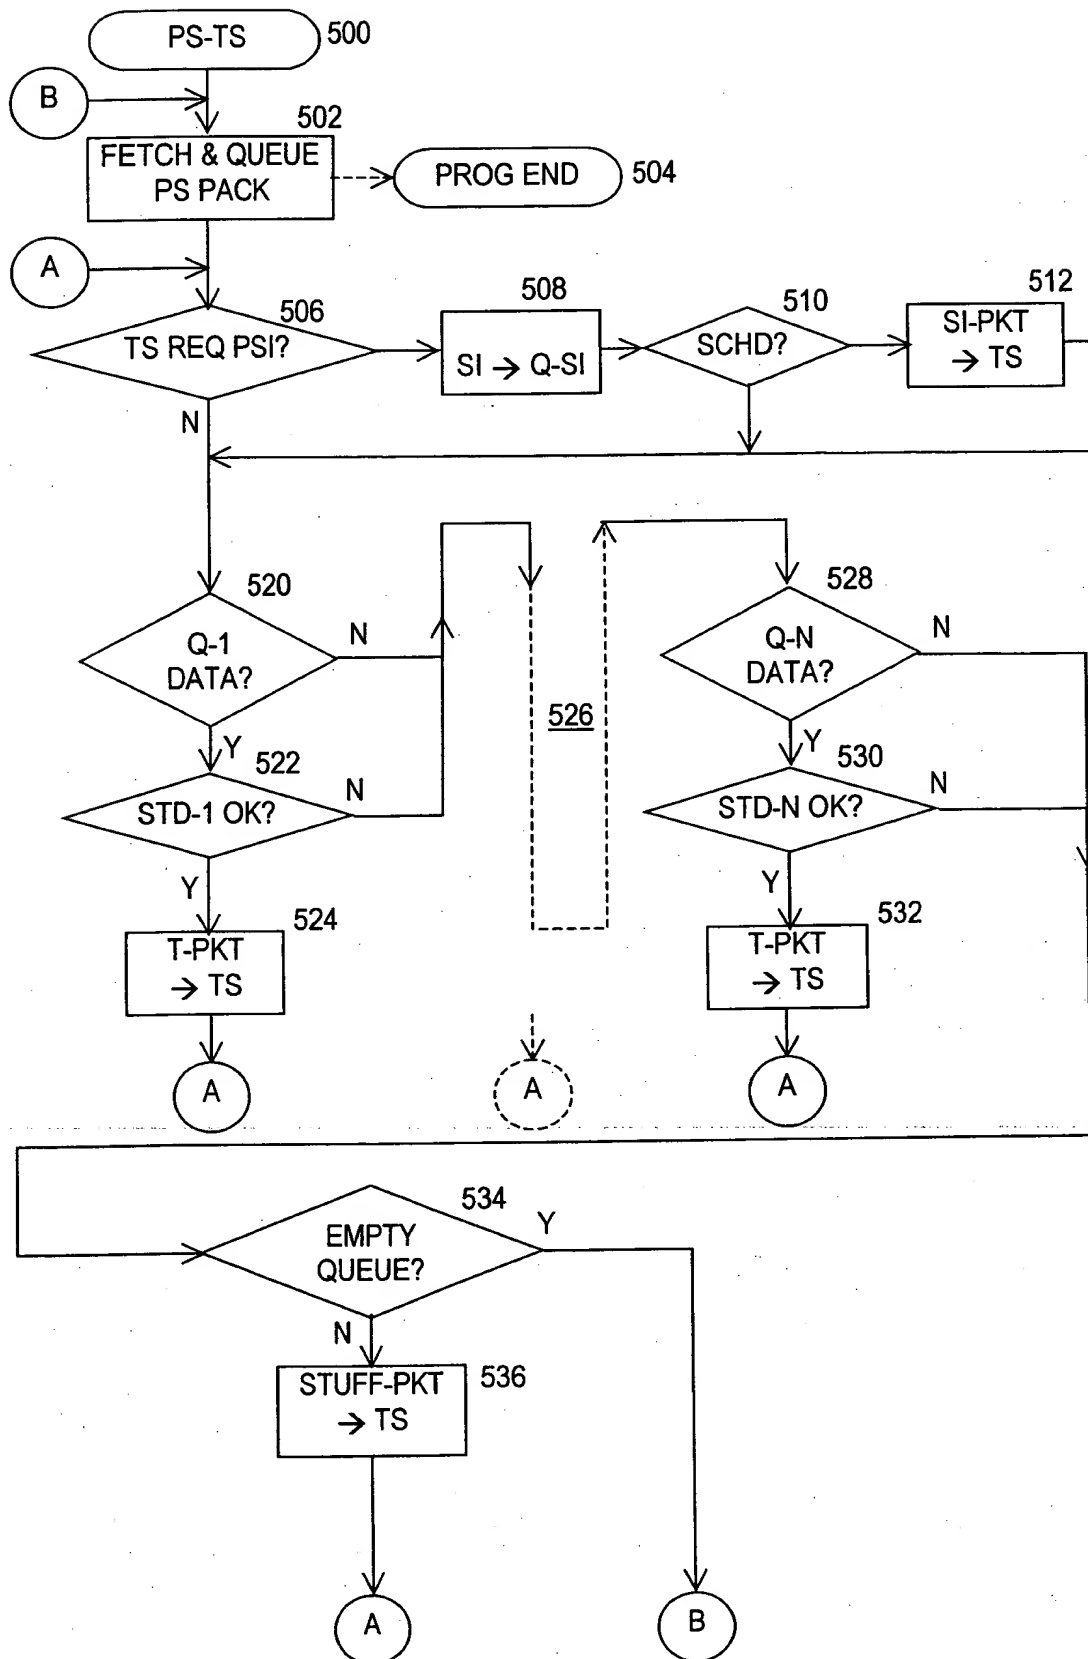 PS-TS
500
B
502
FETCH & QUEUE
PS PACK
PROG END
504
A
506
TS REQ PSI?
N
508
SI → Q-SI
510
SCHD?
512
SI-PKT
→ TS
520
Q-1
DATA?
N
Y
522
STD-1 OK?
N
Y
524
T-PKT
→ TS
A
526
A
528
Q-N
DATA?
N
Y
530
STD-N OK?
N
Y
532
T-PKT
→ TS
A
534
EMPTY
QUEUE?
Y
N
STUFF-PKT
→ TS
536
A
B